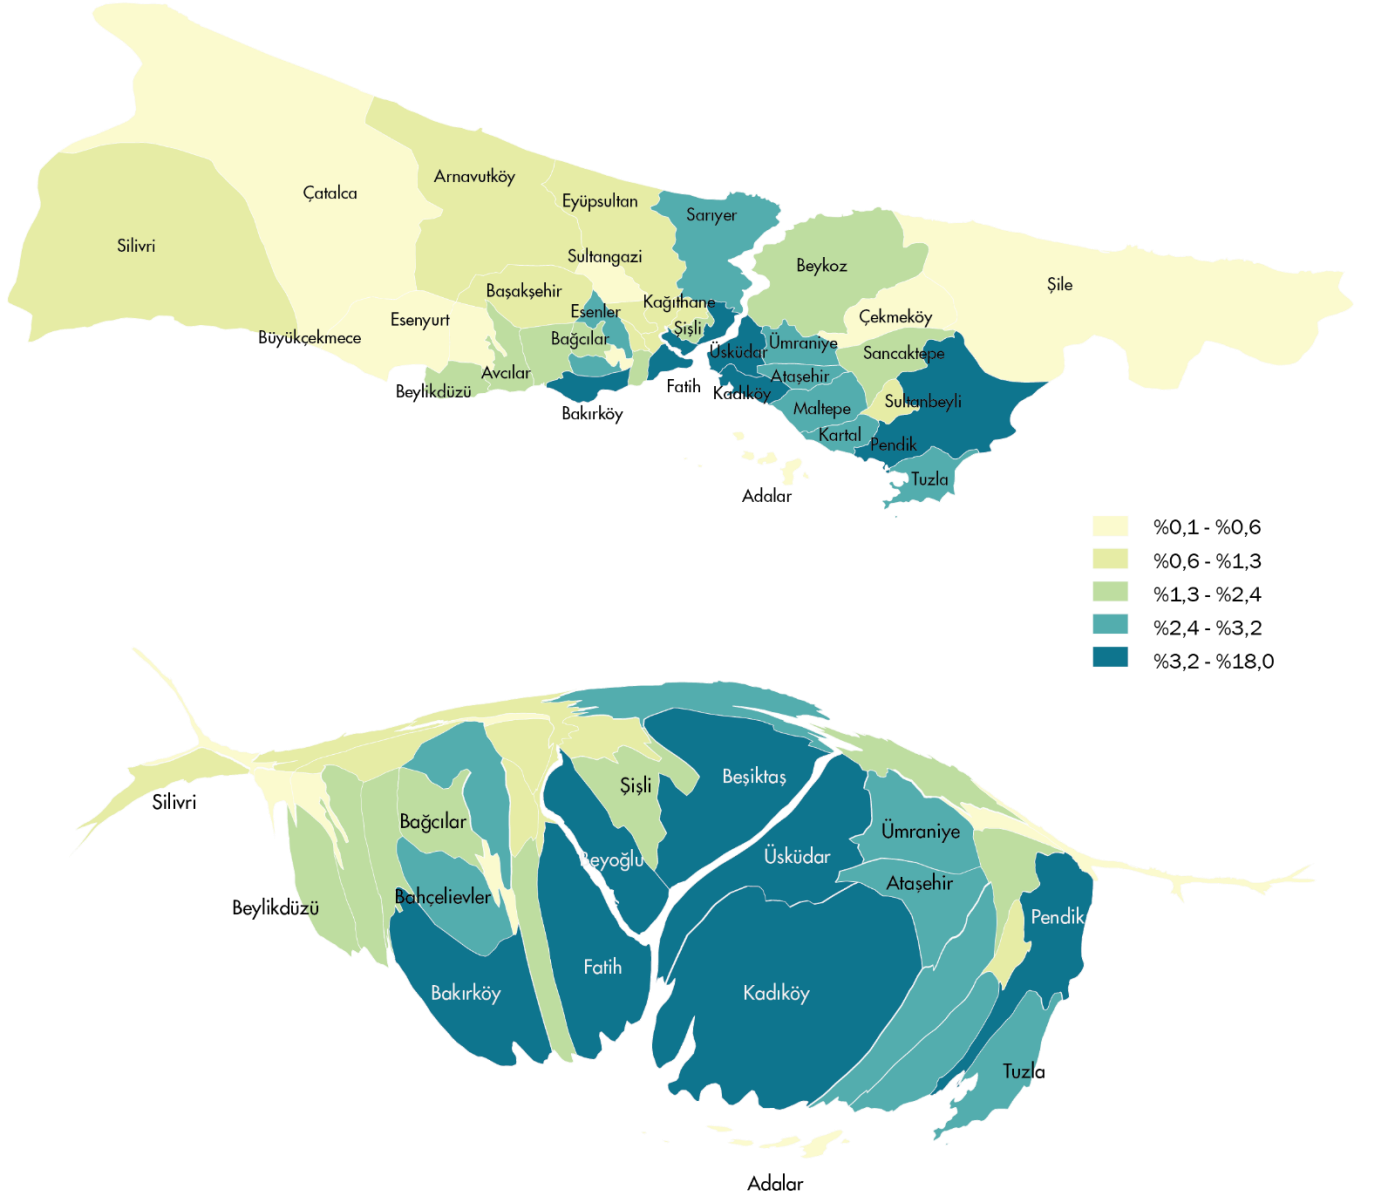 Çatalca
Arnavutköy
Eyüpsultan
Sarıyer
Silivri
Sultangazi
Beykoz
Şile
Başakşehir
Kağıthane
Esenler
Çekmeköy
Esenyurt
Şişli
Büyükçekmece
Bağcılar
Üsküdar
Ümraniye
Sancaktepe
Avcılar
Ataşehir
Beylikdüzü
Fatih
Kadıköy
Sultanbeyli
Bakırköy
Maltepe
Kartal
Pendik
Tuzla
Adalar
%0,1 - %0,6
%0,6 - %1,3
%1,3 - %2,4
%2,4 - %3,2
%3,2 - %18,0
Silivri
Şişli
Beşiktaş
Bağcılar
Ümraniye
Beyoğlu
Üsküdar
Ataşehir
Beylikdüzü
Bahçelievler
Pendik
Fatih
Bakırköy
Kadıköy
Tuzla
Adalar